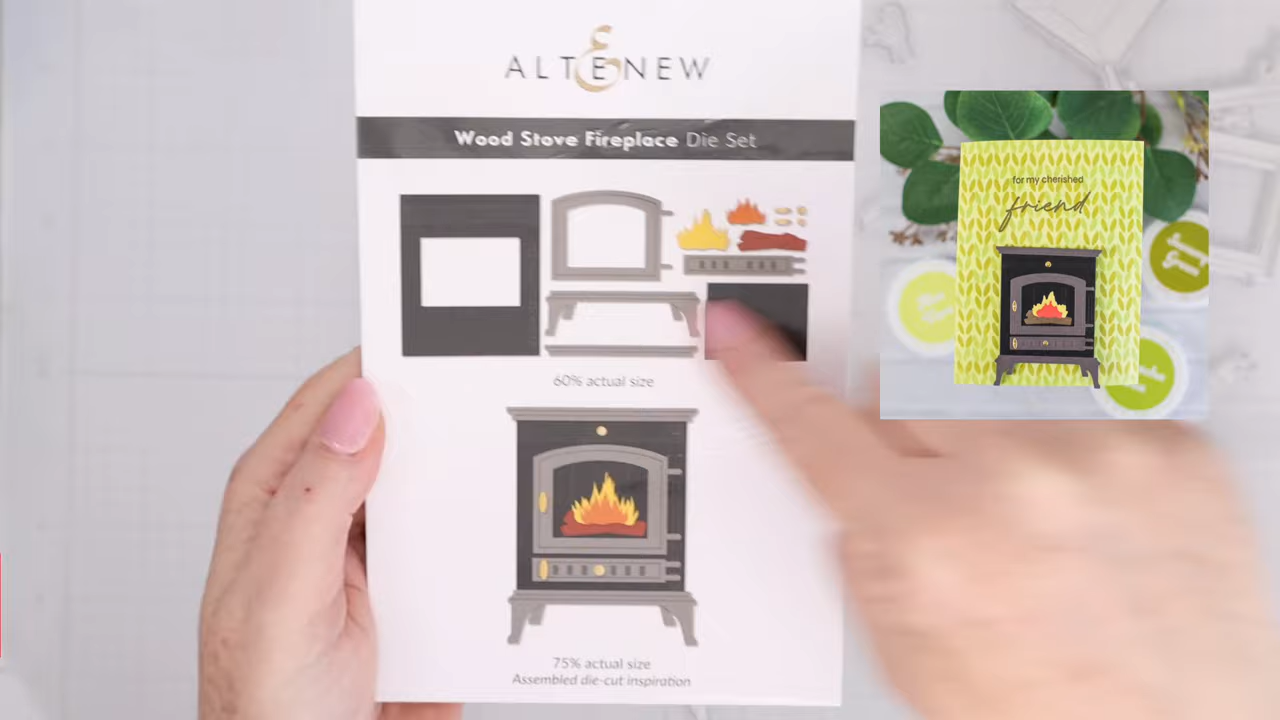 ALTENEW
Wood Stove Fireplace Die Set
60% actual size
75% actual size
Assembled die-cut inspiration
for my cherished
friend